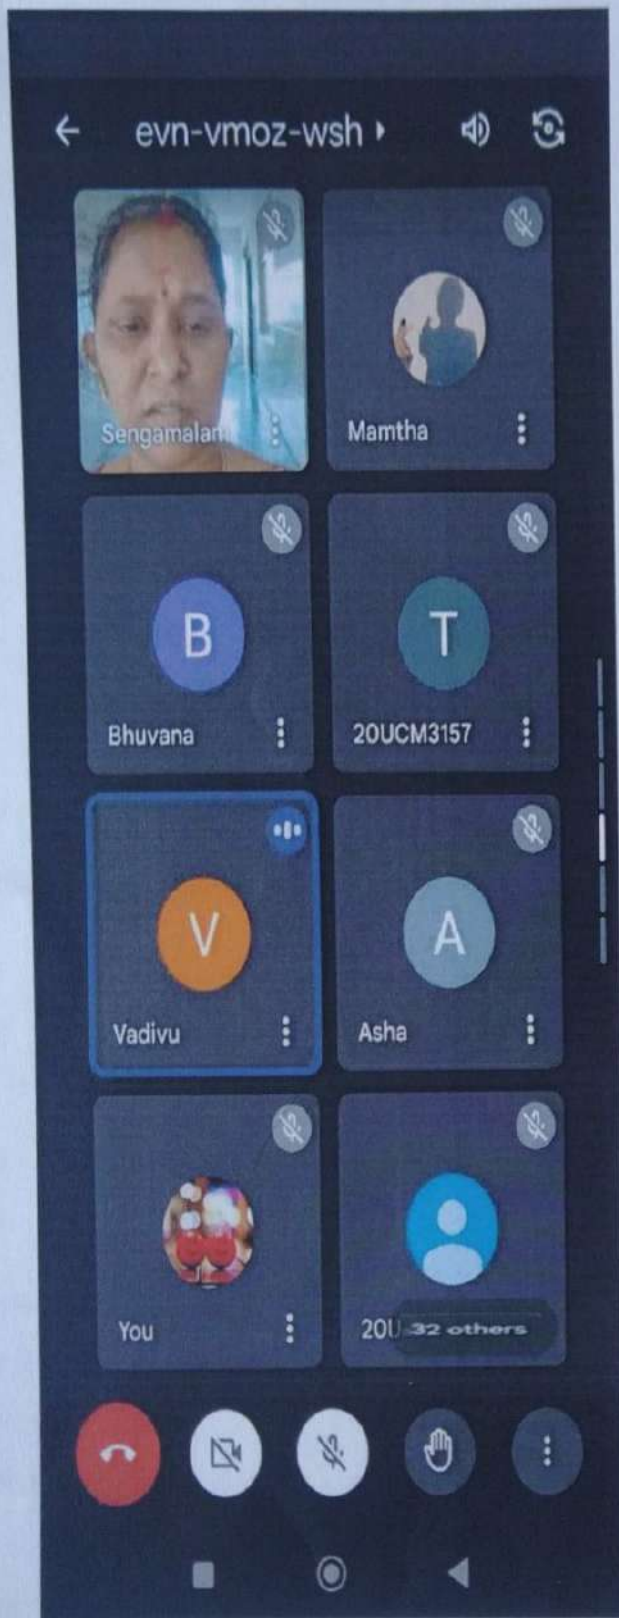 evn-vmoz-wsh
Sengamalam
Mamtha
B
T
Bhuvana
20UCM3157
V
A
Vadivu
Asha
You
20U
32 others